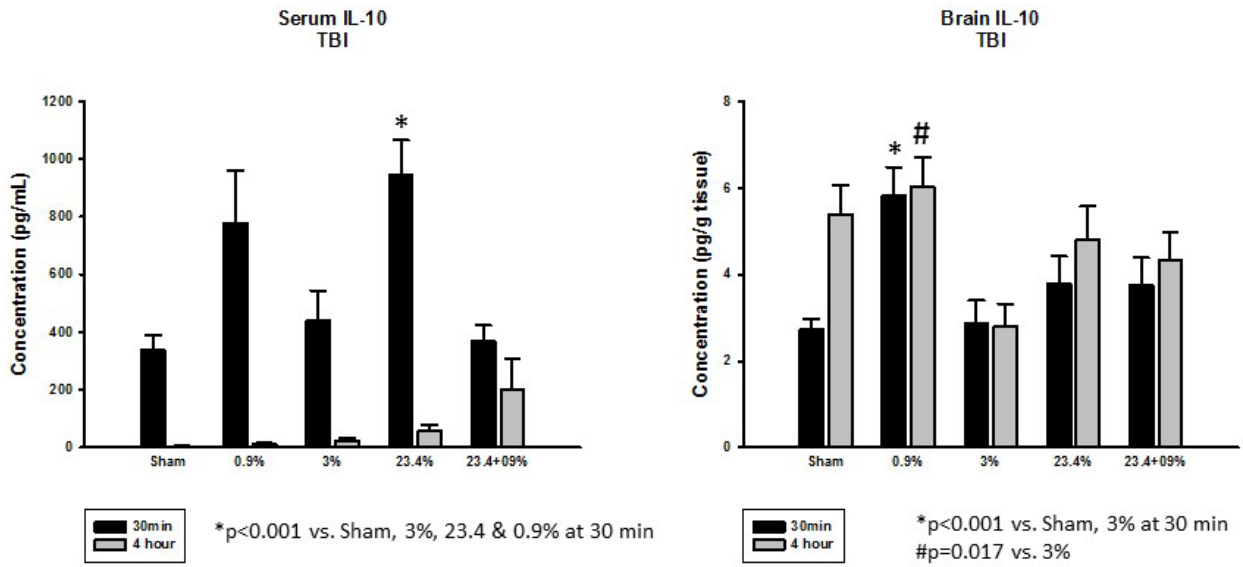 Serum IL-10
TBI
Concentration (pg/mL)
1200
1000
800
600
400
200
0
*
Sham 0.9% 3% 23.4% 23.4+09%
30min
4 hour
*p<0.001 vs. Sham, 3%, 23.4 & 0.9% at 30 min
Brain IL-10
TBI
Concentration (pg/g tissue)
8
6
4
2
0
* #
Sham 0.9% 3% 23.4% 23.4+09%
30min
4 hour
*p<0.001 vs. Sham, 3% at 30 min
#p=0.017 vs. 3%